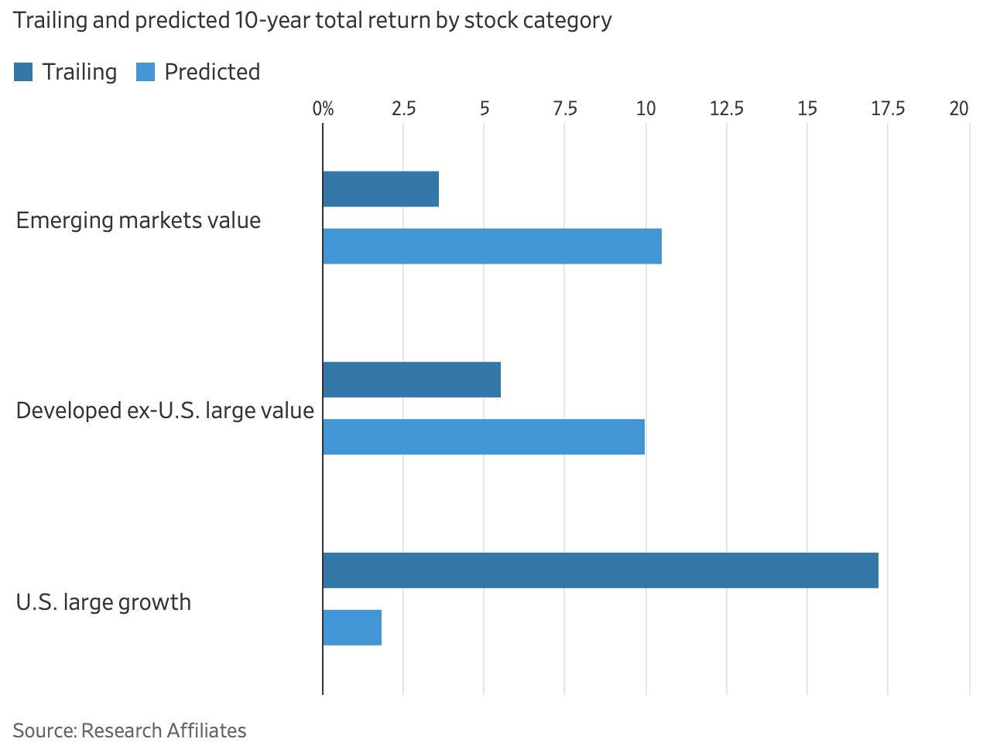 Trailing and predicted 10-year total return by stock category
Trailing Predicted
0% 2.5 5 7.5 10 12.5 15 17.5 20
Emerging markets value
Developed ex-U.S. large value
U.S. large growth
Source: Research Affiliates